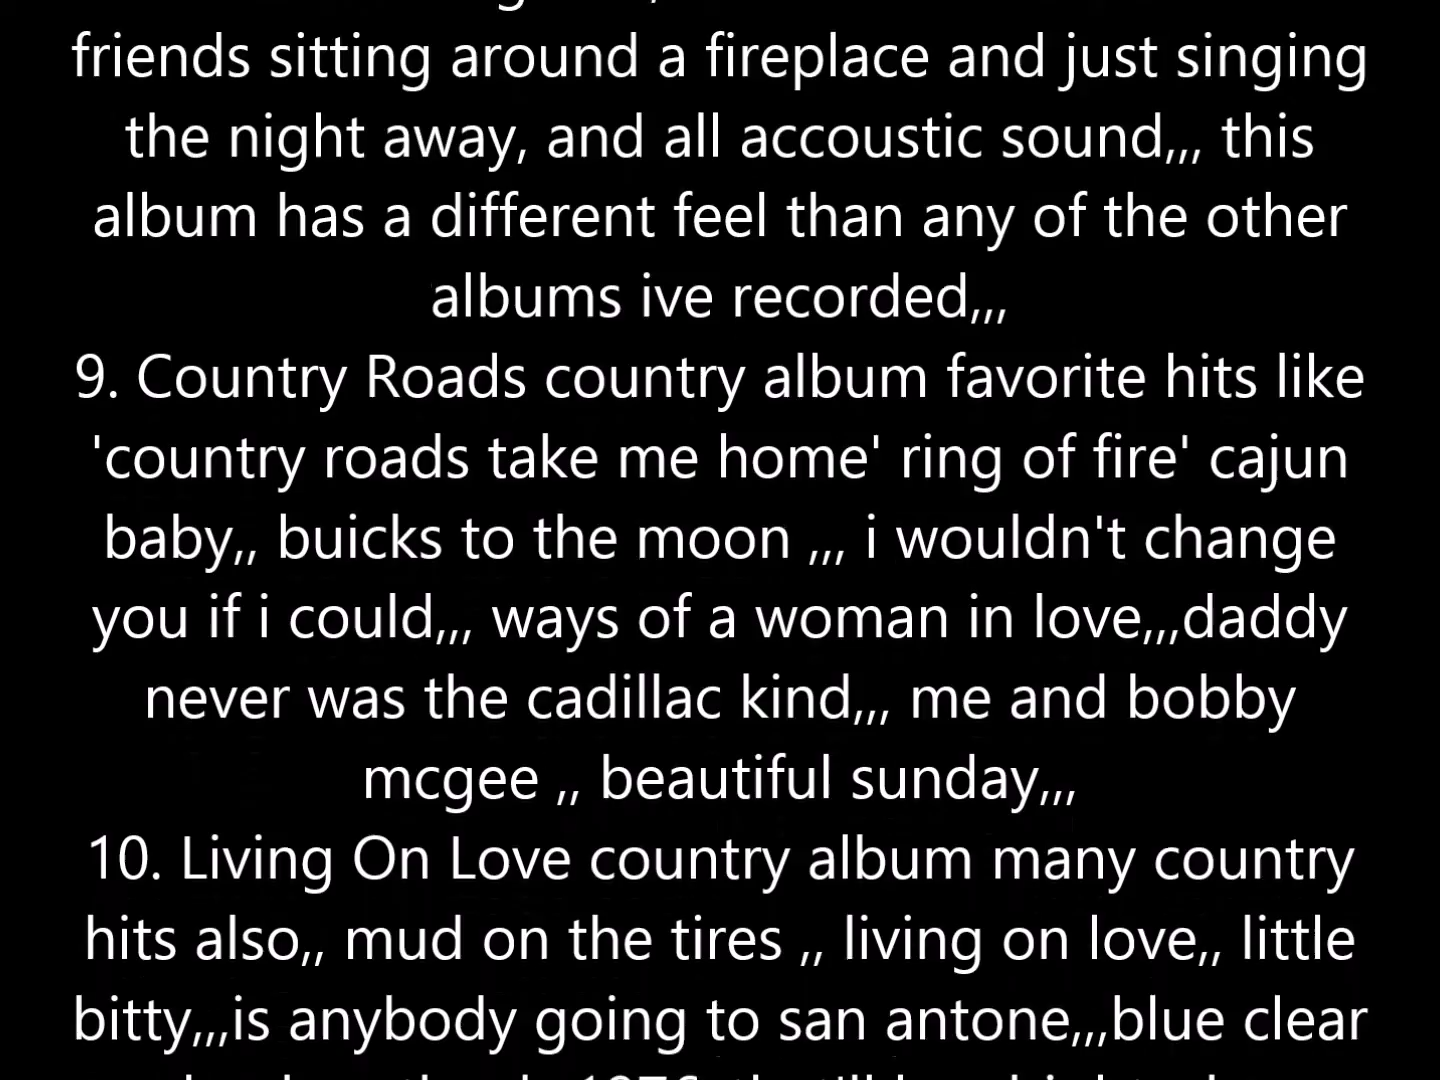 friends sitting around a fireplace and just singing
the night away, and all accoustic sound,,, this
album has a different feel than any of the other
albums ive recorded,,,
9. Country Roads country album favorite hits like
'country roads take me home' ring of fire' cajun
baby,, buicks to the moon ,,, i wouldn't change
you if i could,,, ways of a woman in love,,,daddy
never was the cadillac kind,,, me and bobby
mcgee ,, beautiful sunday,,,
10. Living On Love country album many country
hits also,, mud on the tires ,, living on love,, little
bitty,,,is anybody going to san antone,,,blue clear